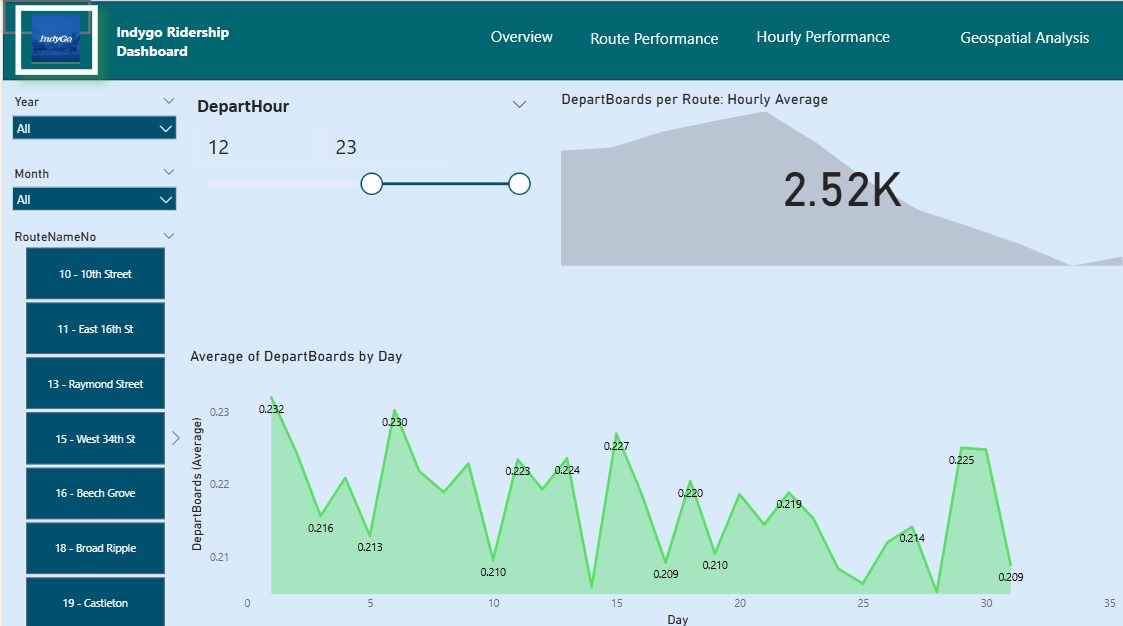 IndyGo
Indygo Ridership
Dashboard
Overview
Route Performance
Hourly Performance
Geospatial Analysis
Year
All
Month
All
RouteNameNo
10 - 10th Street
11 - East 16th St
13 - Raymond Street
15 - West 34th St
16 - Beech Grove
18 - Broad Ripple
19 - Castleton
DepartHour
12
23
DepartBoards per Route: Hourly Average
2.52K
Average of DepartBoards by Day
DepartBoards (Average)
0.23
0.22
0.21
0.232
0.216
0.213
0.230
0.210
0.223
0.224
0.227
0.209
0.220
0.210
0.219
0.214
0.225
0.209
0
5
10
15
20
25
30
35
Day